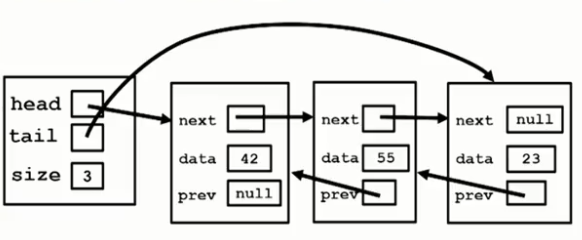 head
tail
size 3
next
data 42
prev null
next
data 55
prev
next null
data 23
prev